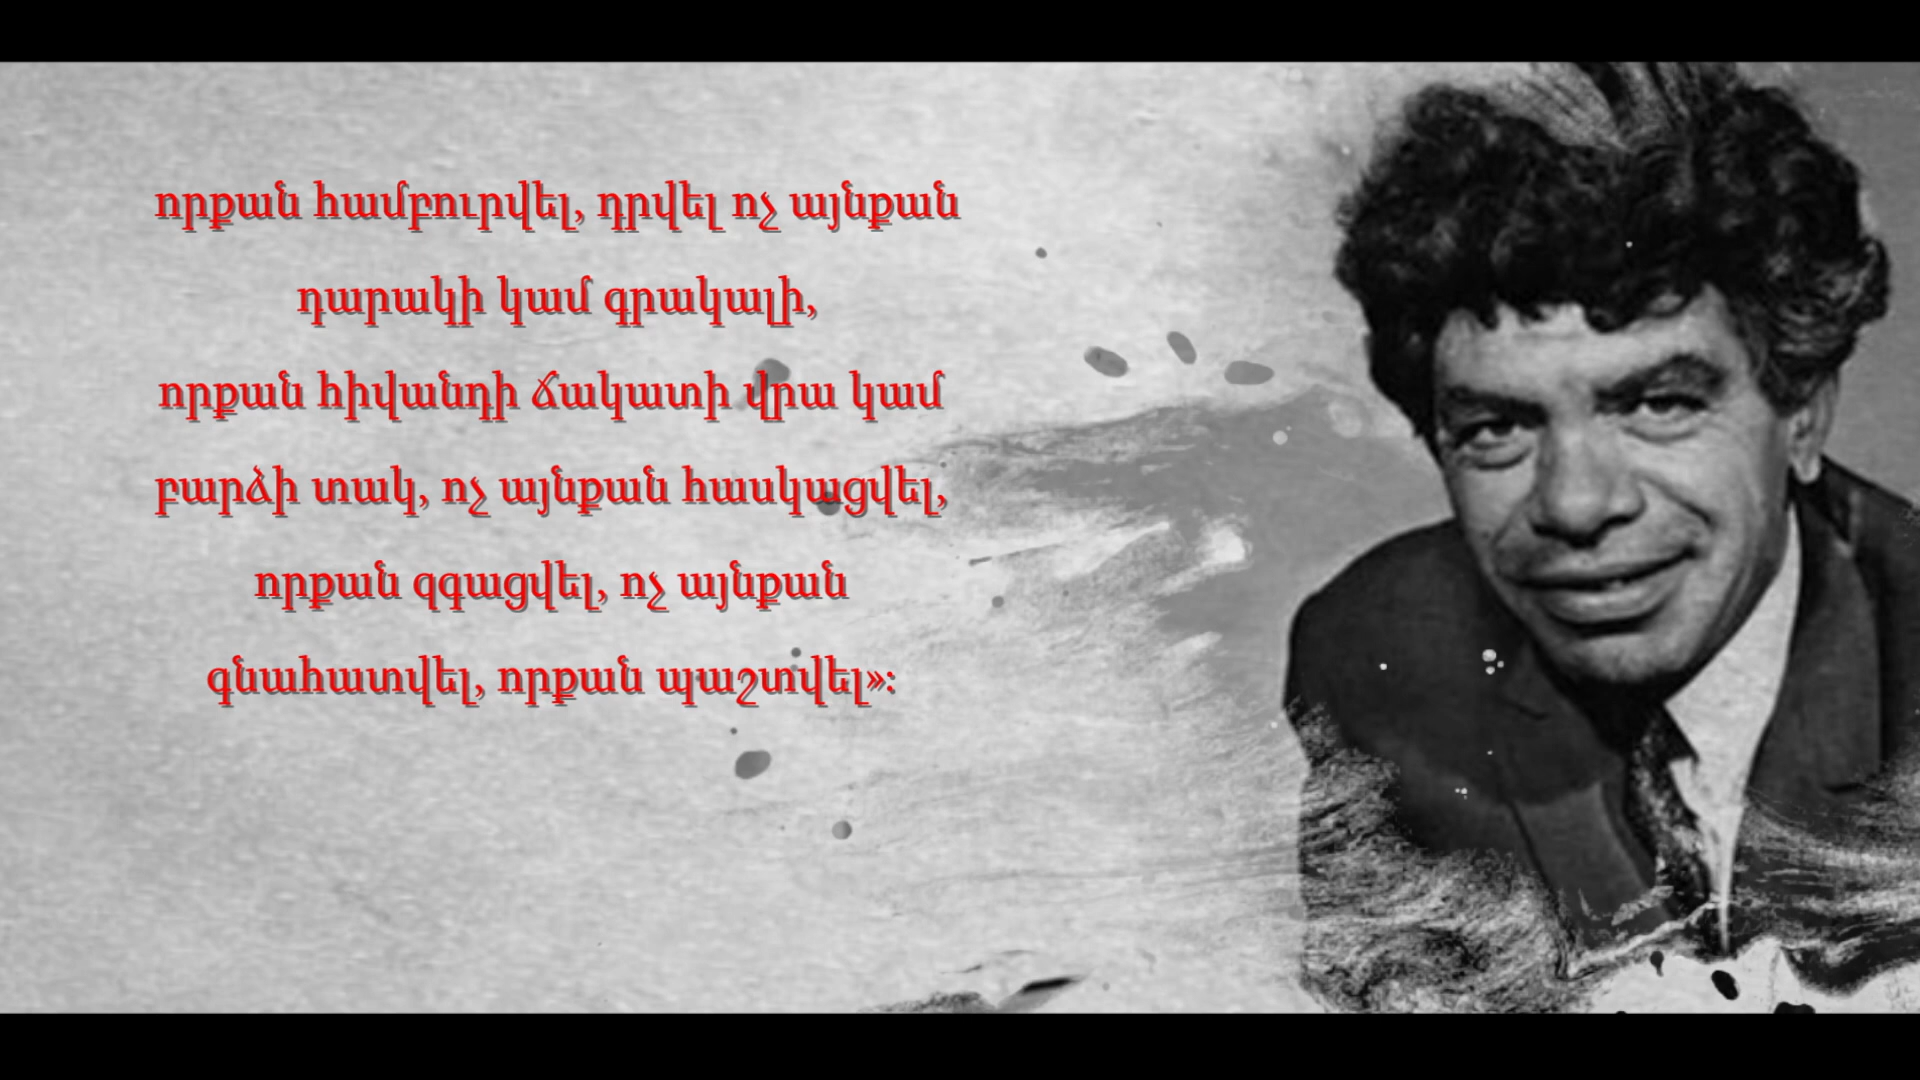 որքան համբուրվել, դրվել ոչ այնքան
դարակի կամ գրակալի,
որքան հիվանդի ճակատի վրա կամ
բարձի տակ, ոչ այնքան հասկացվել,
որքան զգացվել, ոչ այնքան
գնահատվել, որքան պաշտվել»: